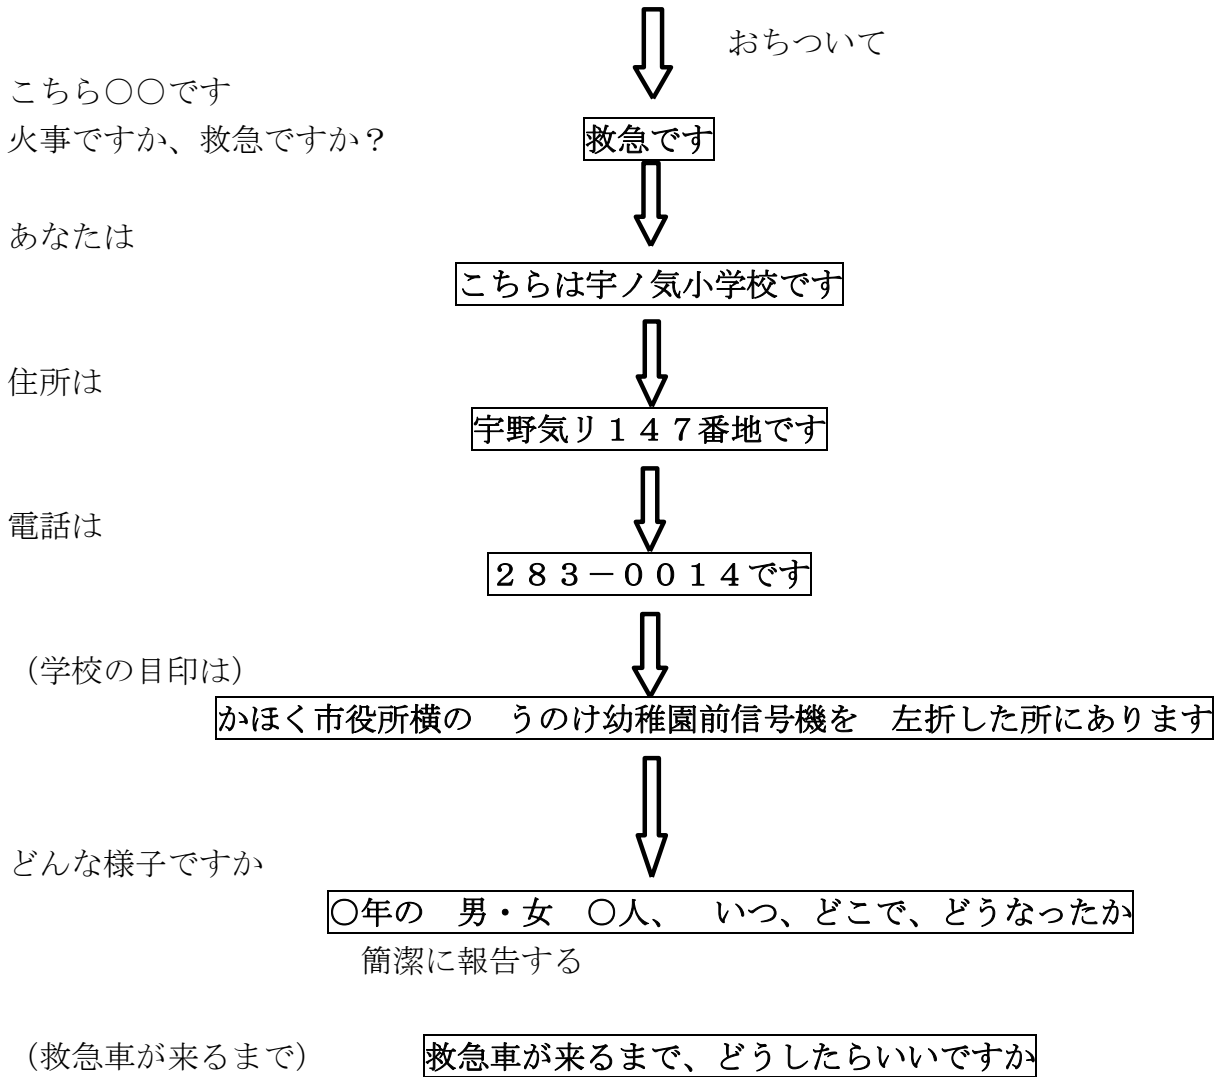 おちついて
こちら○○です
火事ですか、救急ですか？
救急です
あなたは
こちらは宇ノ気小学校です
住所は
宇野気リ１４７番地です
電話は
２８３－００１４です
（学校の目印は）
かほく市役所横の　うのけ幼稚園前信号機を　左折した所にあります
どんな様子ですか
○年の　男・女　○人、　いつ、どこで、どうなったか
簡潔に報告する
（救急車が来るまで）
救急車が来るまで、どうしたらいいですか